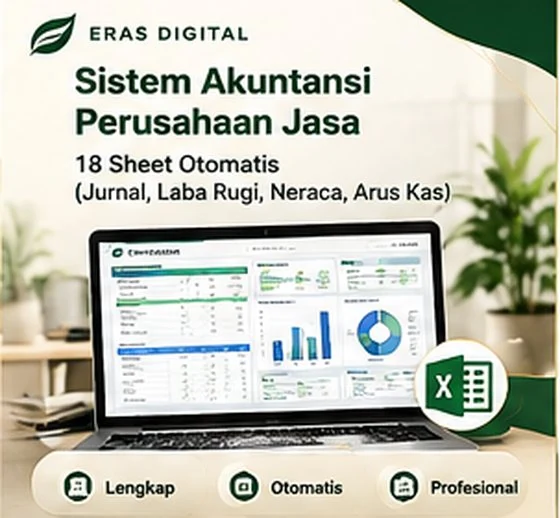 ERAS DIGITAL
Sistem Akuntansi
Perusahaan Jasa
18 Sheet Otomatis
(Jurnal, Laba Rugi, Neraca, Arus Kas)
X
Lengkap
Otomatis
Profesional